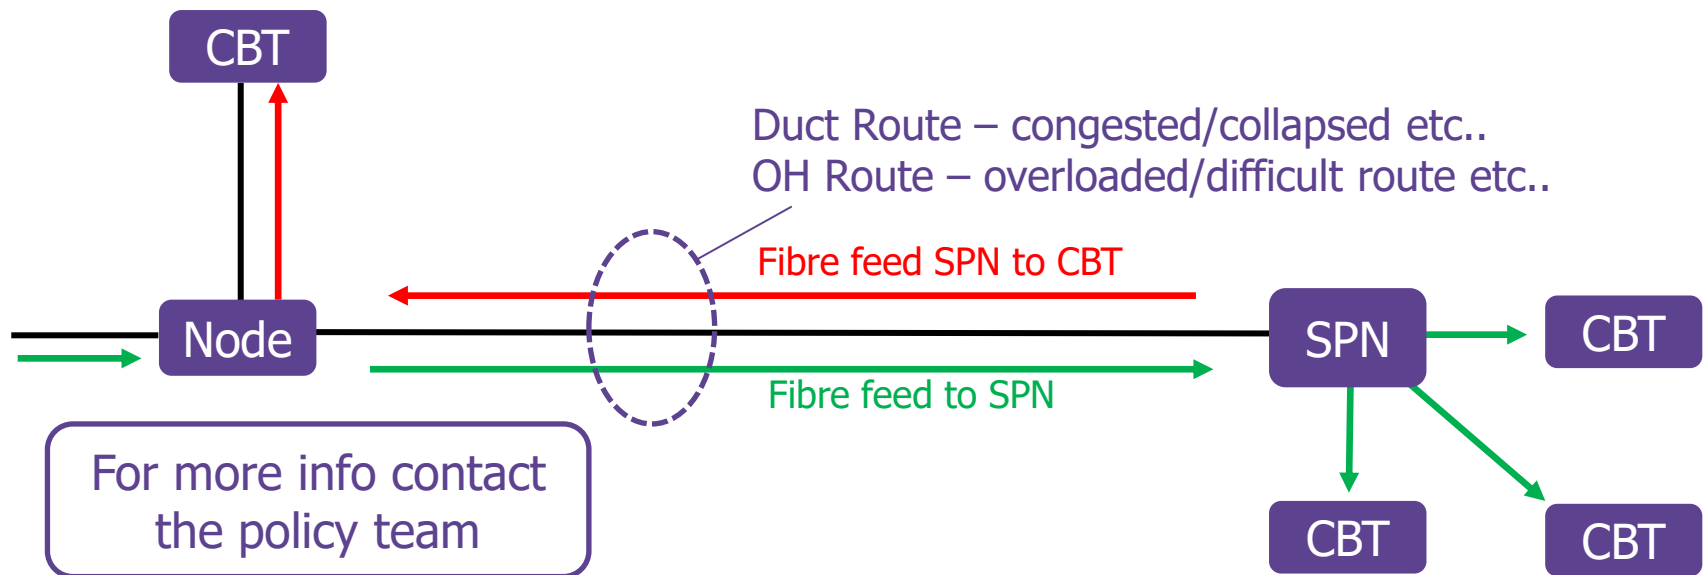 CBT
Duct Route – congested/collapsed etc..
OH Route – overloaded/difficult route etc..
Fibre feed SPN to CBT
Node
SPN
CBT
Fibre feed to SPN
For more info contact
the policy team
CBT
CBT